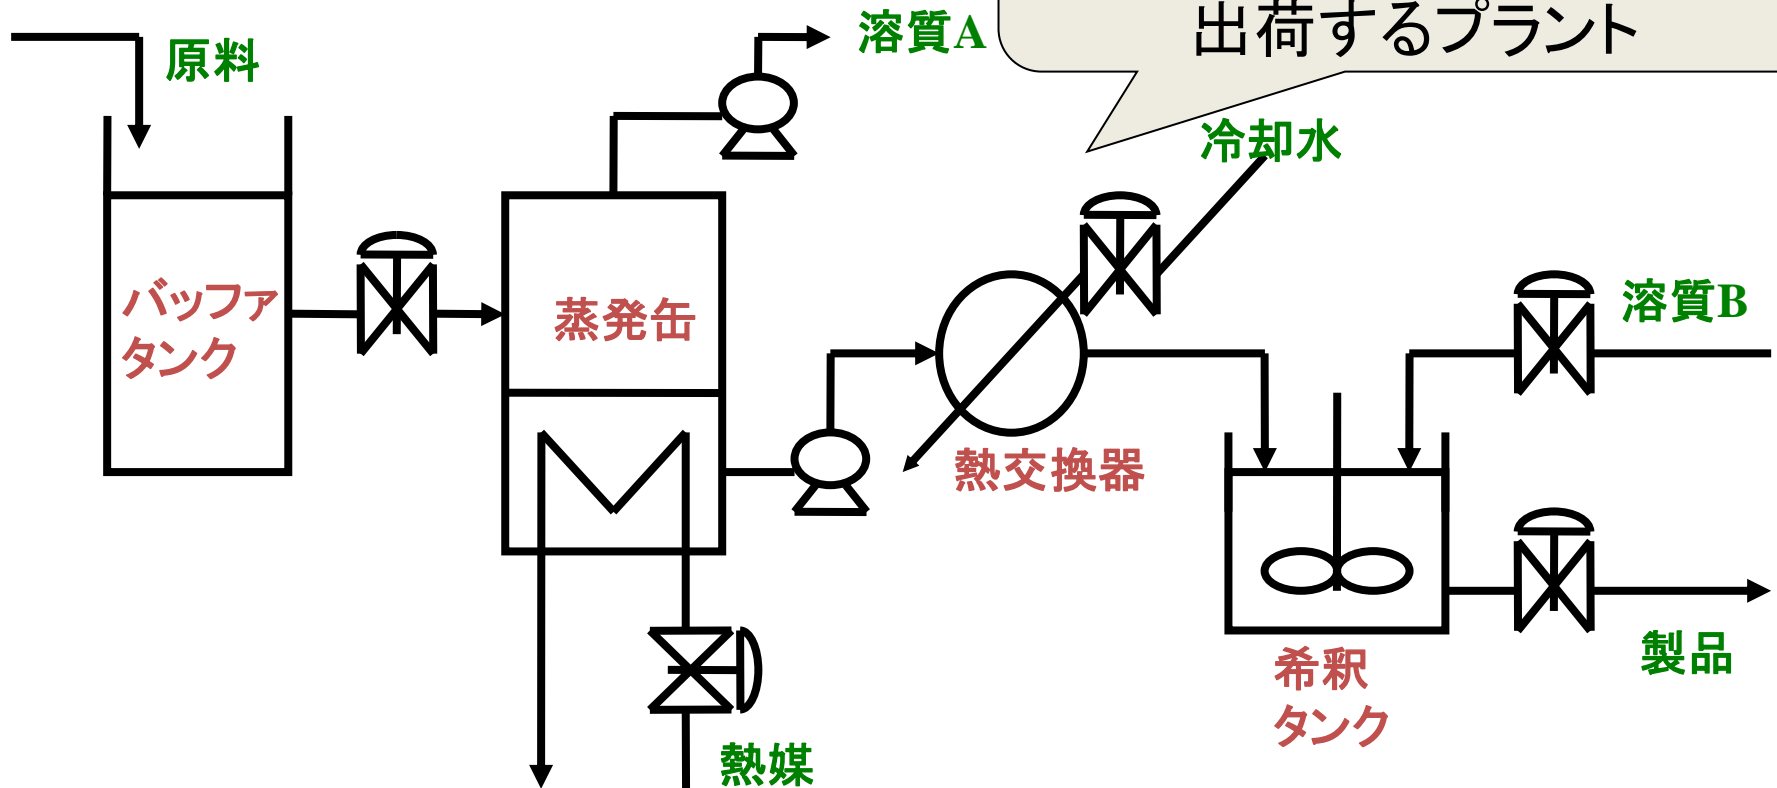 出荷するプラント
溶質A
原料
冷却水
バッファ
タンク
蒸発缶
溶質B
熱交換器
製品
希釈
タンク
熱媒